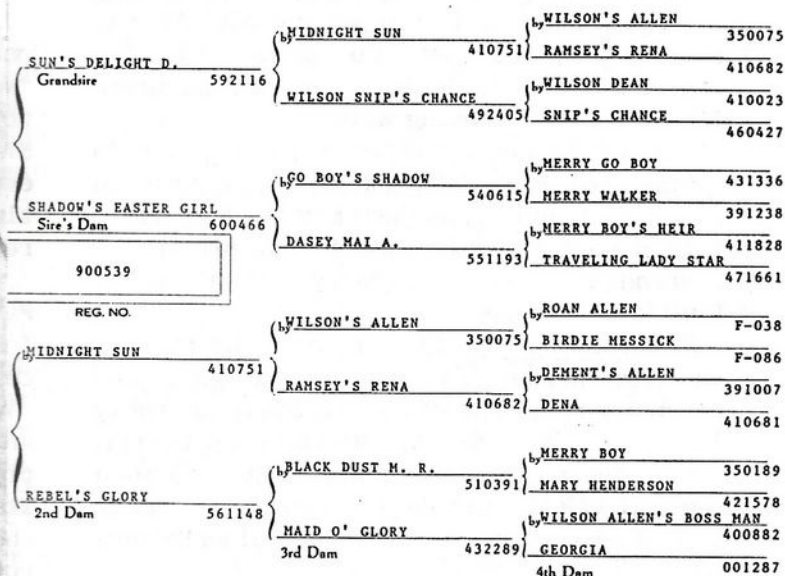 by WILSON'S ALLEN
350075
by MIDNIGHT SUN
410751
RAMSEY'S RENA
410682
SUN'S DELIGHT D.
Grandsire 592116
by WILSON DEAN
410023
WILSON SNIP'S CHANCE
492405
SNIP'S CHANCE
460427
by MERRY GO BOY
431336
by GO BOY'S SHADOW
540615
MERRY WALKER
391238
SHADOW'S EASTER GIRL
Sire's Dam 600466
by MERRY BOY'S HEIR
411828
DASEY MAI A.
551193
TRAVELING LADY STAR
471661
900539
REG. NO.
by ROAN ALLEN
F-038
by WILSON'S ALLEN
350075
BIRDIE MESSICK
F-086
by MIDNIGHT SUN
410751
by DEMENT'S ALLEN
391007
RAMSEY'S RENA
410682
DENA
410681
by MERRY BOY
350189
by BLACK DUST M. R.
510391
MARY HENDERSON
421578
REBEL'S GLORY
2nd Dam 561148
by WILSON ALLEN'S BOSS MAN
400882
MAID O' GLORY
3rd Dam 432289
GEORGIA
4th Dam 001287